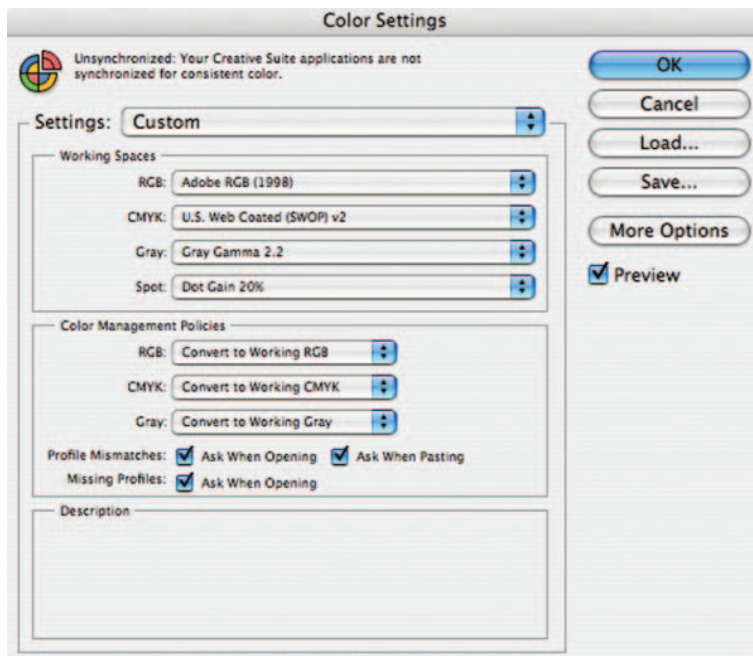 Color Settings
Unsynchronized: Your Creative Suite applications are not
synchronized for consistent color.
Settings: Custom
Working Spaces
RGB: Adobe RGB (1998)
CMYK: U.S. Web Coated (SWOP) v2
Gray: Gray Gamma 2.2
Spot: Dot Gain 20%
Color Management Policies
RGB: Convert to Working RGB
CMYK: Convert to Working CMYK
Gray: Convert to Working Gray
Profile Mismatches: Ask When Opening Ask When Pasting
Missing Profiles: Ask When Opening
Description
OK
Cancel
Load...
Save...
More Options
Preview